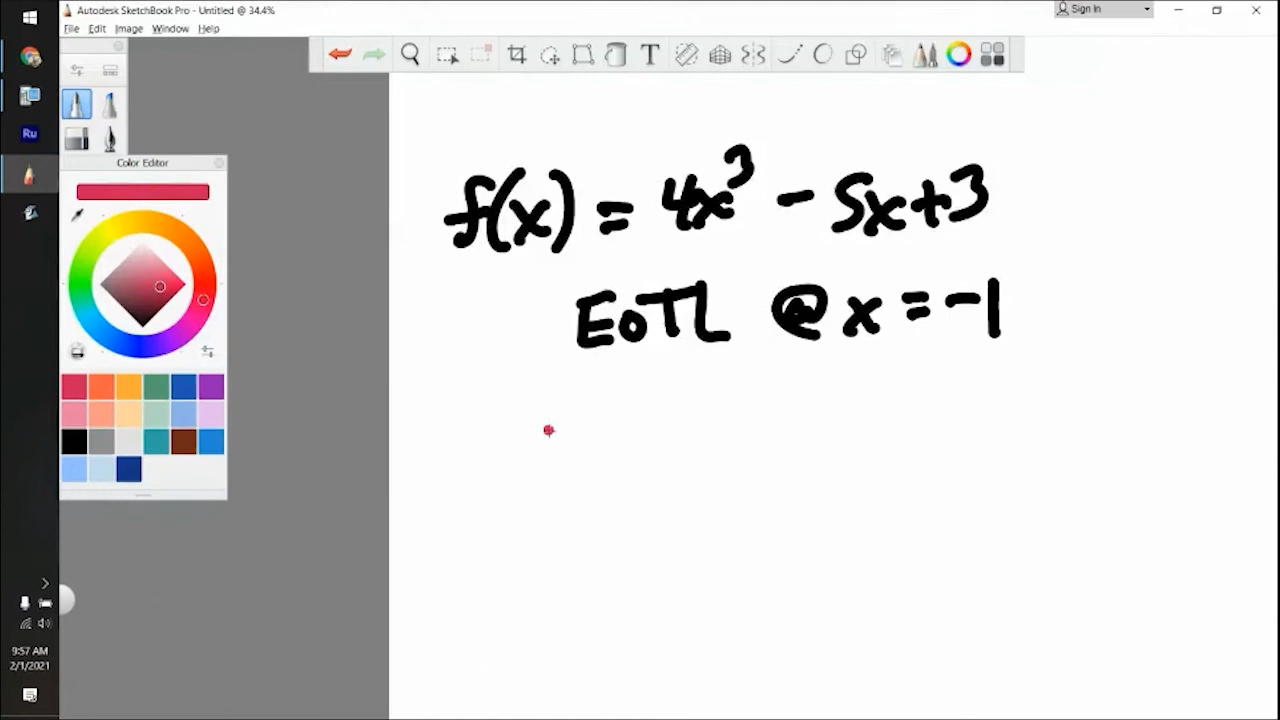 Autodesk SketchBook Pro - Untitled @ 34.4%
Sign In
File Edit Image Window Help
T
Ru
Color Editor
f(x) = 4x³ - 5x+3
EoTL @ x = -1
9:57 AM
2/1/2021